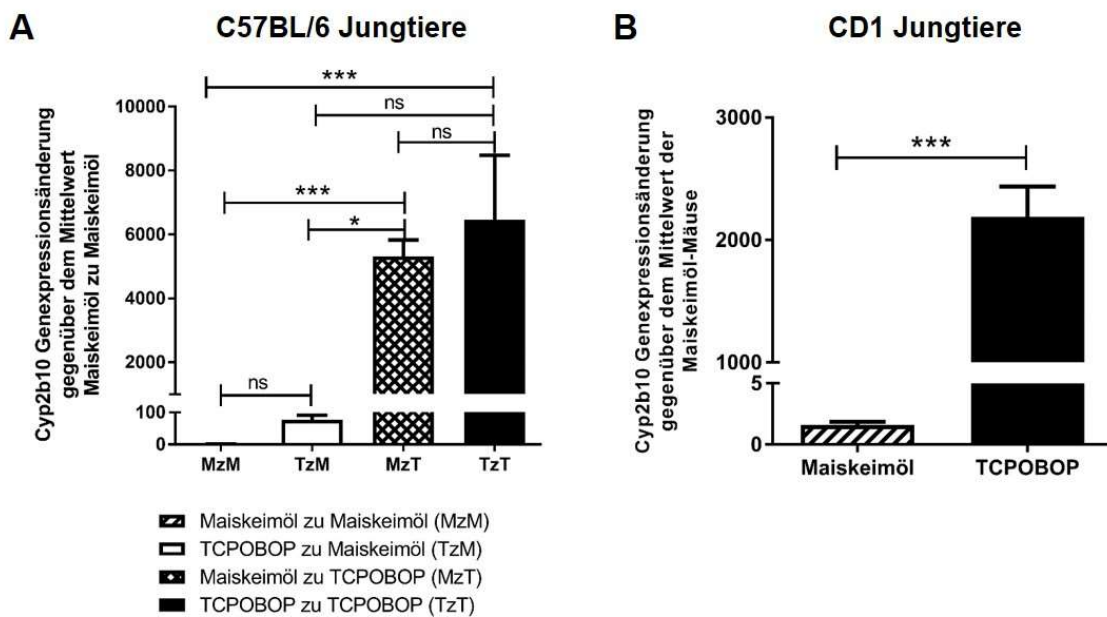 A
C57BL/6 Jungtiere
Cyp2b10 Genexpressionsänderung
gegenüber dem Mittelwert
Maiskeimöl zu Maiskeimöl
10000
8000
6000
4000
2000
100
0
***
ns
ns
***
*
ns
MzM
TzM
MzT
TzT
Maiskeimöl zu Maiskeimöl (MzM)
TCPOBOP zu Maiskeimöl (TzM)
Maiskeimöl zu TCPOBOP (MzT)
TCPOBOP zu TCPOBOP (TzT)
B
CD1 Jungtiere
Cyp2b10 Genexpressionsänderung
gegenüber dem Mittelwert der
Maiskeimöl-Mäuse
3000
2000
1000
5
0
***
Maiskeimöl
TCPOBOP